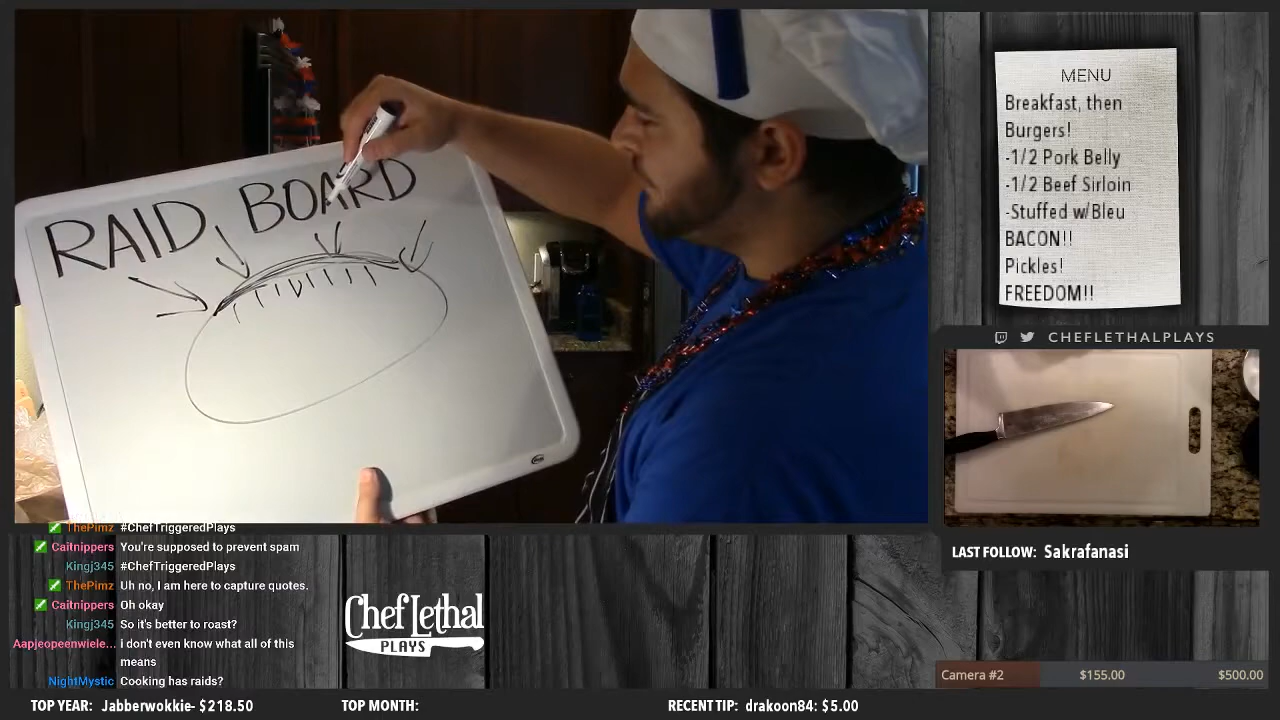 RAID BOARD
MENU
Breakfast, then
Burgers!
-1/2 Pork Belly
-1/2 Beef Sirloin
-Stuffed w/Bleu
BACON!!
Pickles!
FREEDOM!!
CHEFLETHALPLAYS
LAST FOLLOW: Sakrafanasi
ThePimz #ChefTriggeredPlays
Caitnippers You're supposed to prevent spam
Kingj345 #ChefTriggeredPlays
ThePimz Uh no, I am here to capture quotes.
Caitnippers Oh okay
Kingj345 So it's better to roast?
Aapjeopeenwiele... i don't even know what all of this
means
NightMystic Cooking has raids?
Chef Lethal
PLAYS
Camera #2 $155.00 $500.00
TOP YEAR: Jabberwokkie- $218.50
TOP MONTH:
RECENT TIP: drakoon84: $5.00